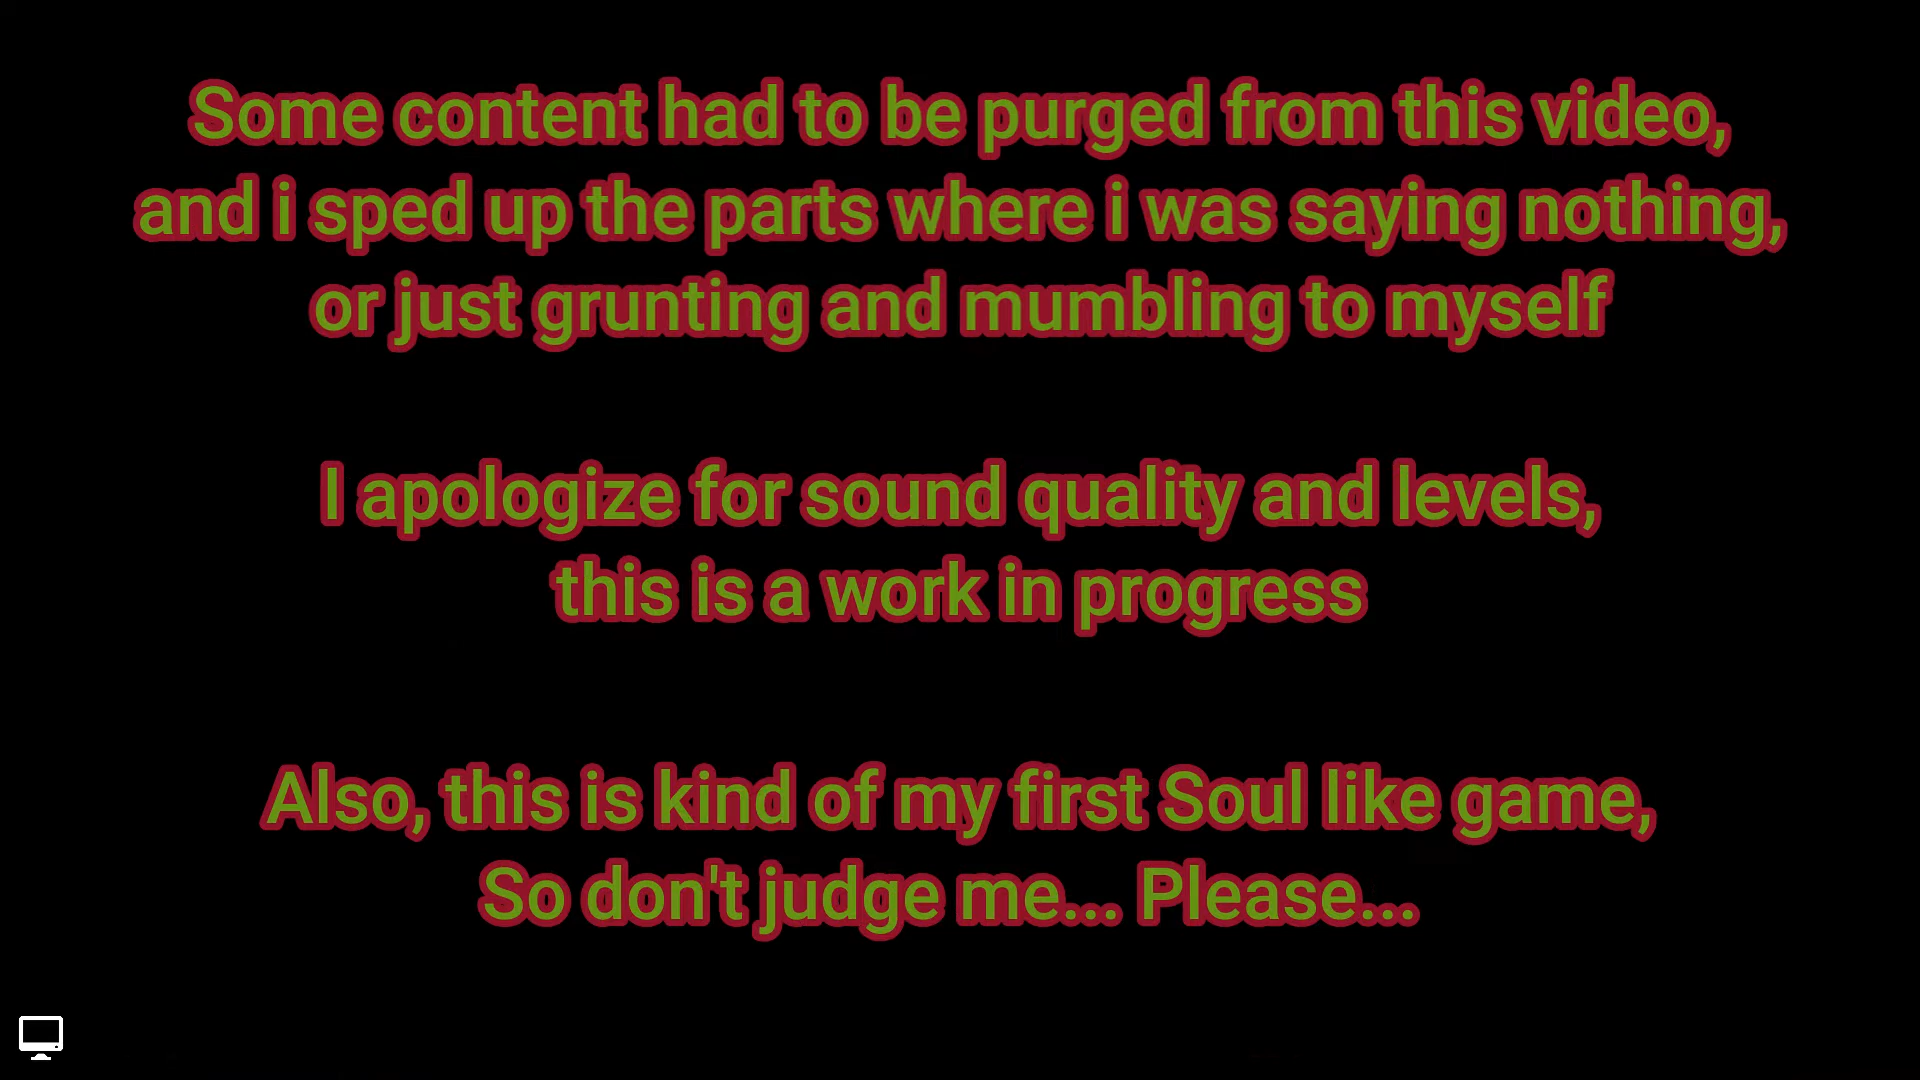 Some content had to be purged from this video,
and i sped up the parts where i was saying nothing,
or just grunting and mumbling to myself
I apologize for sound quality and levels,
this is a work in progress
Also, this is kind of my first Soul like game,
So don't judge me... Please...